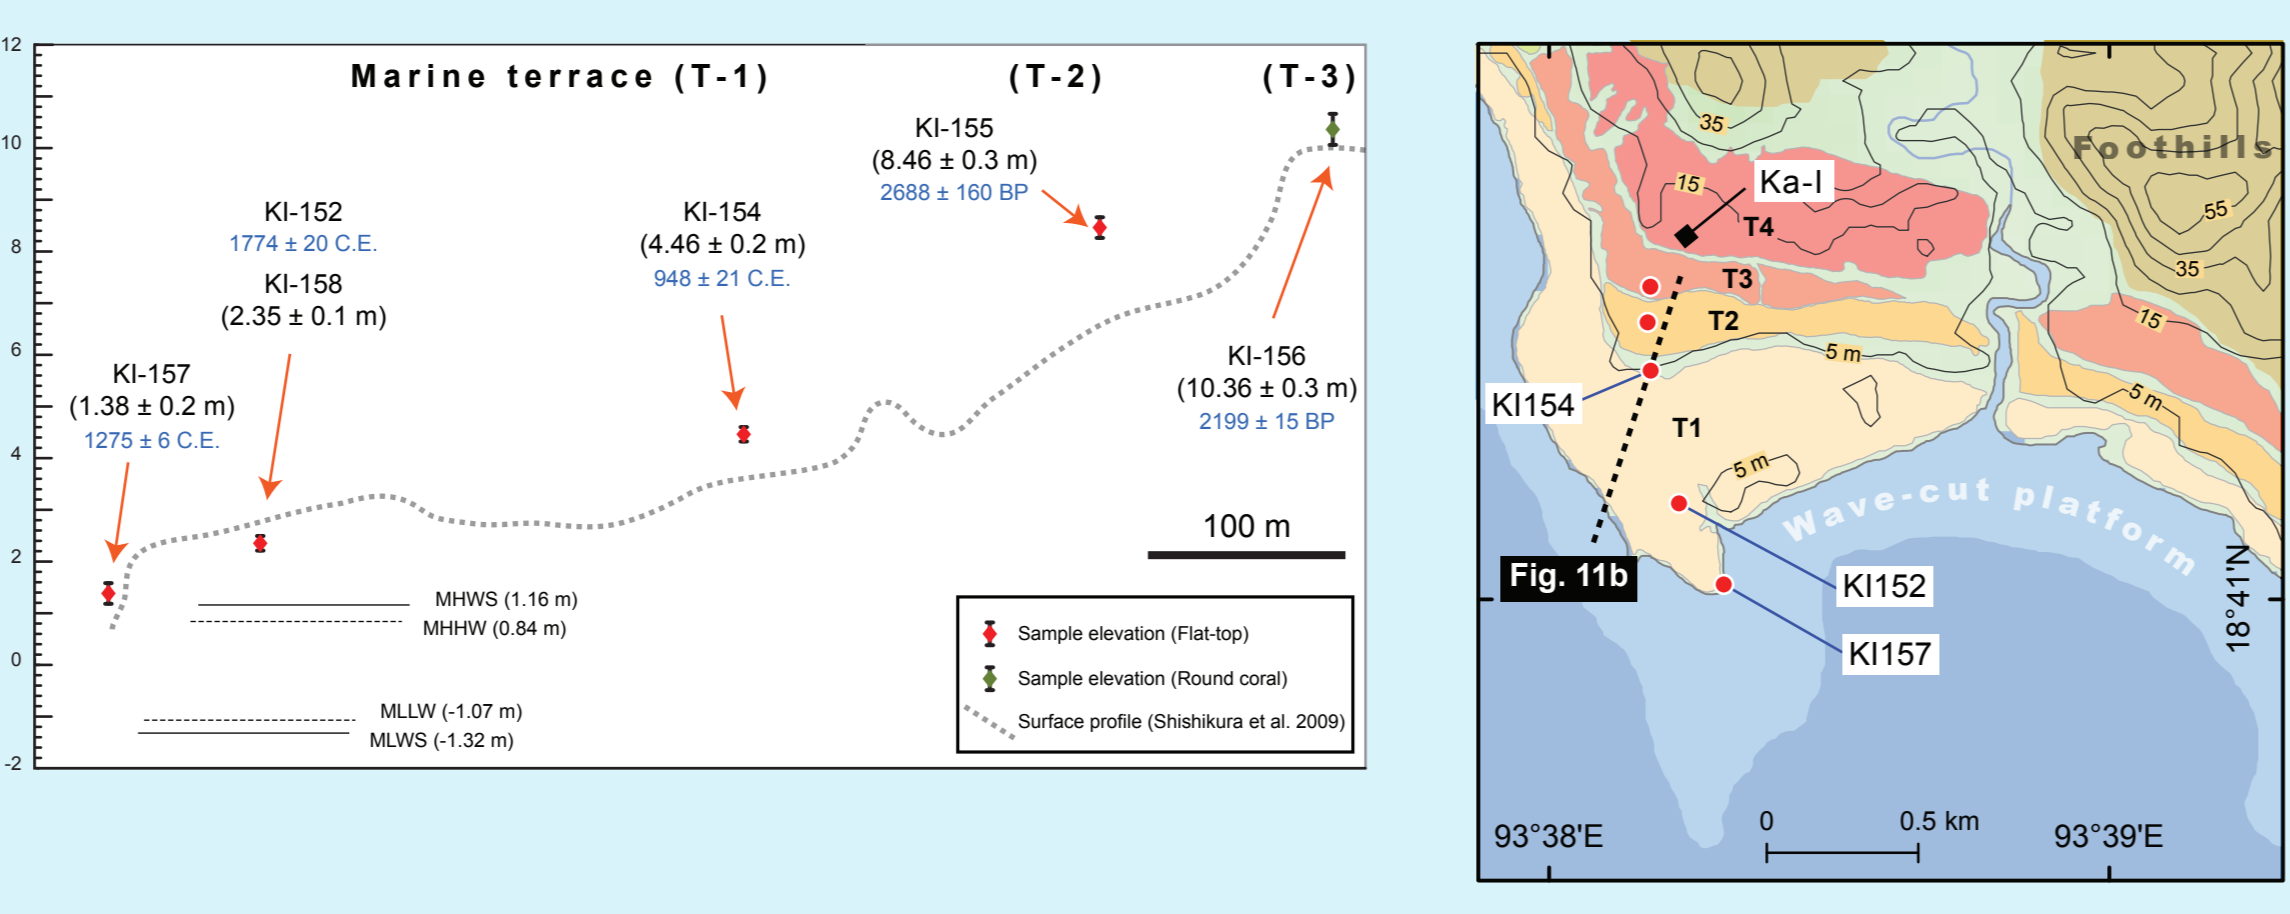 12
10
8
6
4
2
0
-2
Marine terrace (T-1)
(T-2)
(T-3)
KI-157
(1.38 ± 0.2 m)
1275 ± 6 C.E.
KI-152
1774 ± 20 C.E.
KI-158
(2.35 ± 0.1 m)
KI-154
(4.46 ± 0.2 m)
948 ± 21 C.E.
KI-155
(8.46 ± 0.3 m)
2688 ± 160 BP
KI-156
(10.36 ± 0.3 m)
2199 ± 15 BP
MHWS (1.16 m)
MHHW (0.84 m)
MLLW (-1.07 m)
MLWS (-1.32 m)
100 m
Sample elevation (Flat-top)
Sample elevation (Round coral)
Surface profile (Shishikura et al. 2009)
35
Foothills
15
Ka-I
55
T4
35
T3
15
T2
5 m
5 m
KI154
T1
5 m
Wave-cut platform
Fig. 11b
KI152
18°41'N
KI157
0
0.5 km
93°38'E
93°39'E